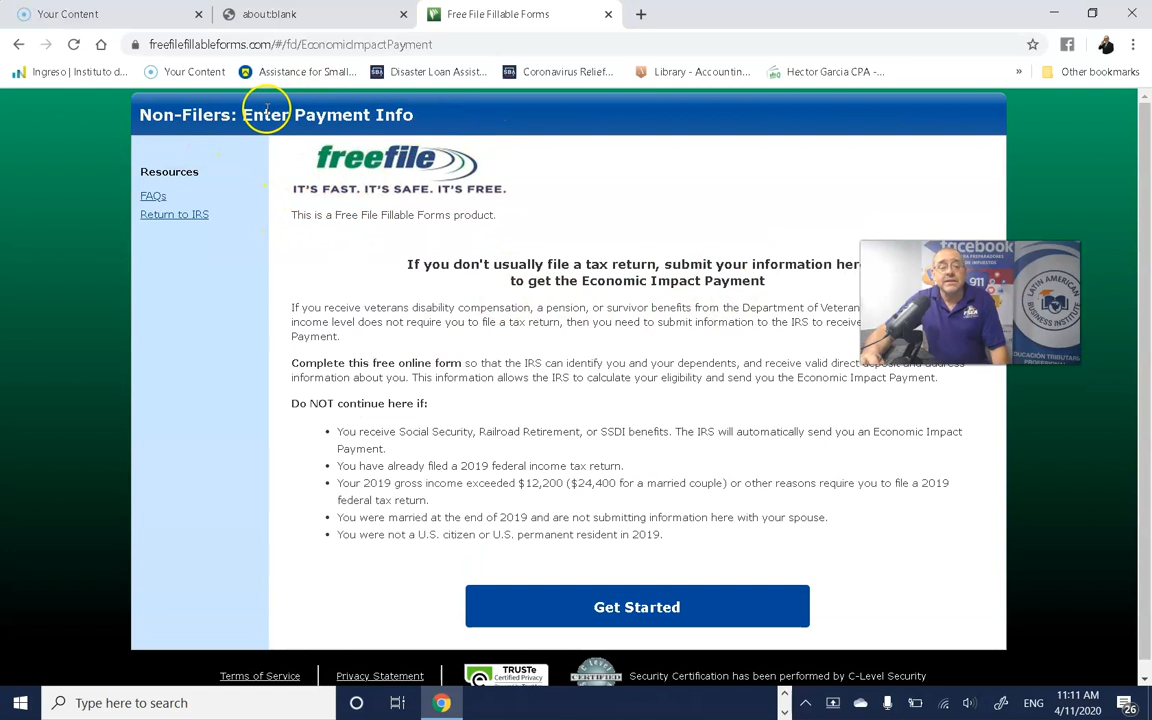 Your Content
about:blank
Free File Fillable Forms
freefilefillableforms.com/#/fd/EconomicImpactPayment
Ingreso | Instituto d...
Your Content
Assistance for Small...
SBA
Disaster Loan Assist...
SBA
Coronavirus Relief...
Library - Accountin...
Hector Garcia CPA -...
»
Other bookmarks
Non-Filers: Enter Payment Info
Resources
FAQs
Return to IRS
freefile
IT'S FAST. IT'S SAFE. IT'S FREE.
This is a Free File Fillable Forms product.
If you don't usually file a tax return, submit your information here
to get the Economic Impact Payment
If you receive veterans disability compensation, a pension, or survivor benefits from the Department of Veteran
income level does not require you to file a tax return, then you need to submit information to the IRS to receive
Payment.
Complete this free online form so that the IRS can identify you and your dependents, and receive valid direct deposit and address
information about you. This information allows the IRS to calculate your eligibility and send you the Economic Impact Payment.
Do NOT continue here if:
• You receive Social Security, Railroad Retirement, or SSDI benefits. The IRS will automatically send you an Economic Impact
Payment.
• You have already filed a 2019 federal income tax return.
• Your 2019 gross income exceeded $12,200 ($24,400 for a married couple) or other reasons require you to file a 2019
federal tax return.
• You were married at the end of 2019 and are not submitting information here with your spouse.
• You were not a U.S. citizen or U.S. permanent resident in 2019.
Get Started
facebook
911
LATIN AMERICAN
BUSINESS INSTITUTE
Terms of Service
Privacy Statement
TRUSTe
Certified Privacy
C-Level
CERTIFIED
Security Certification has been performed by C-Level Security
Type here to search
ENG
11:11 AM
4/11/2020
26